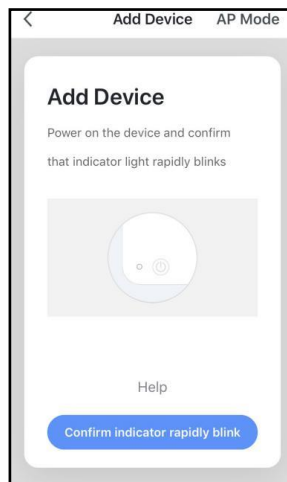 Add Device AP Mode
Add Device
Power on the device and confirm
that indicator light rapidly blinks
Help
Confirm indicator rapidly blink